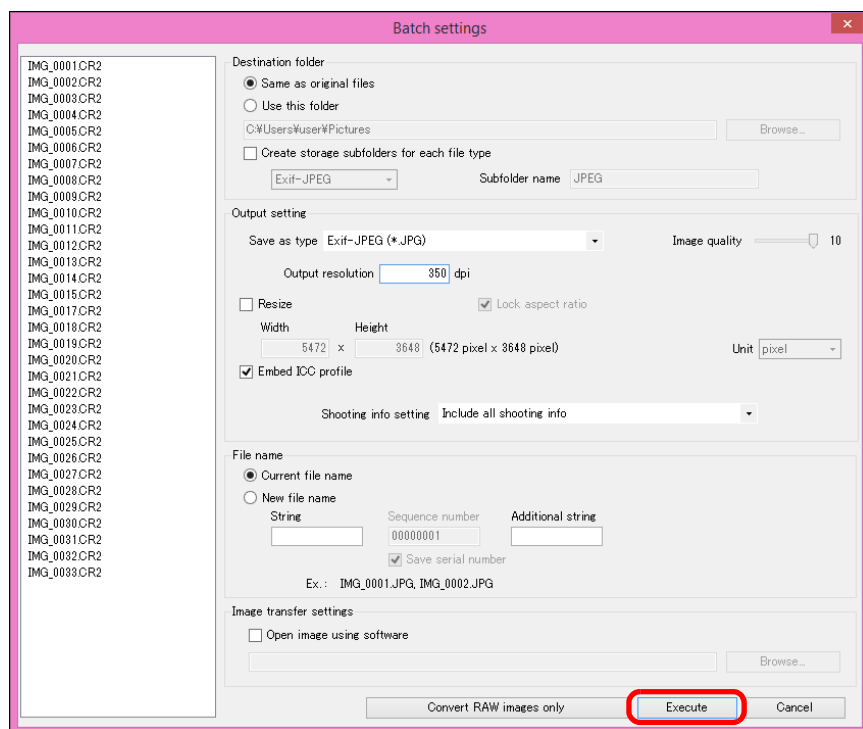 Batch settings
IMG_0001.CR2
IMG_0002.CR2
IMG_0003.CR2
IMG_0004.CR2
IMG_0005.CR2
IMG_0006.CR2
IMG_0007.CR2
IMG_0008.CR2
IMG_0009.CR2
IMG_0010.CR2
IMG_0011.CR2
IMG_0012.CR2
IMG_0013.CR2
IMG_0014.CR2
IMG_0015.CR2
IMG_0017.CR2
IMG_0018.CR2
IMG_0019.CR2
IMG_0020.CR2
IMG_0021.CR2
IMG_0022.CR2
IMG_0023.CR2
IMG_0024.CR2
IMG_0025.CR2
IMG_0026.CR2
IMG_0027.CR2
IMG_0028.CR2
IMG_0029.CR2
IMG_0030.CR2
IMG_0031.CR2
IMG_0032.CR2
IMG_0033.CR2
Destination folder
Same as original files
Use this folder
C:¥Users¥user¥Pictures Browse...
Create storage subfolders for each file type
Exif-JPEG Subfolder name JPEG
Output setting
Save as type Exif-JPEG (*.JPG) Image quality 10
Output resolution 350 dpi
Resize Lock aspect ratio
Width Height
5472 x 3648 (5472 pixel x 3648 pixel) Unit pixel
Embed ICC profile
Shooting info setting Include all shooting info
File name
Current file name
New file name
String Sequence number Additional string
00000001
Save serial number
Ex.: IMG_0001.JPG, IMG_0002.JPG
Image transfer settings
Open image using software
Browse...
Convert RAW images only Execute Cancel